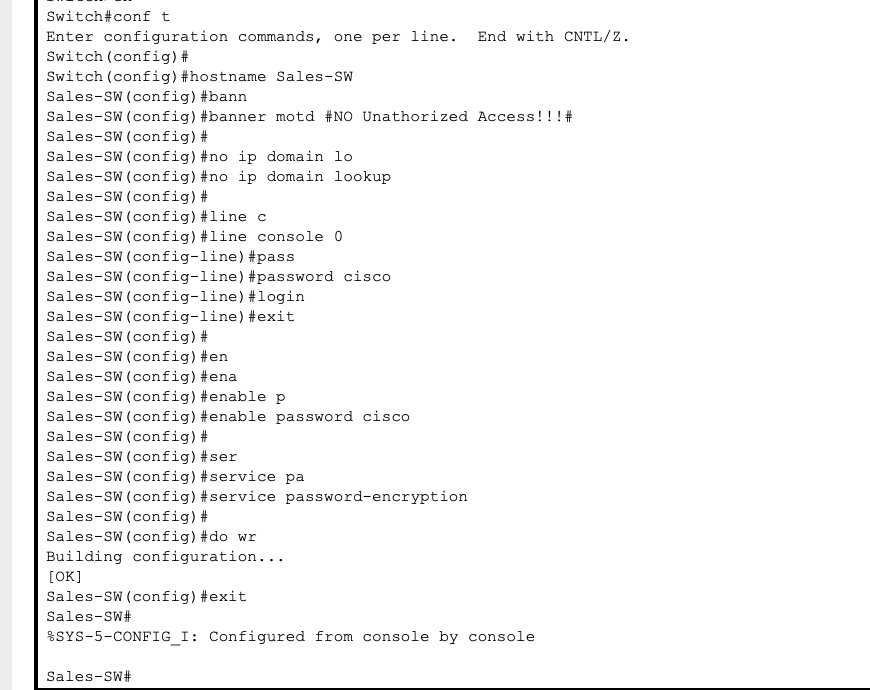 Switch#conf t
Enter configuration commands, one per line.  End with CNTL/Z.
Switch(config)#
Switch(config)#hostname Sales-SW
Sales-SW(config)#bann
Sales-SW(config)#banner motd #NO Unathorized Access!!!#
Sales-SW(config)#
Sales-SW(config)#no ip domain lo
Sales-SW(config)#no ip domain lookup
Sales-SW(config)#
Sales-SW(config)#line c
Sales-SW(config)#line console 0
Sales-SW(config-line)#pass
Sales-SW(config-line)#password cisco
Sales-SW(config-line)#login
Sales-SW(config-line)#exit
Sales-SW(config)#
Sales-SW(config)#en
Sales-SW(config)#ena
Sales-SW(config)#enable p
Sales-SW(config)#enable password cisco
Sales-SW(config)#
Sales-SW(config)#ser
Sales-SW(config)#service pa
Sales-SW(config)#service password-encryption
Sales-SW(config)#
Sales-SW(config)#do wr
Building configuration...
[OK]
Sales-SW(config)#exit
Sales-SW#
%SYS-5-CONFIG_I: Configured from console by console
Sales-SW#